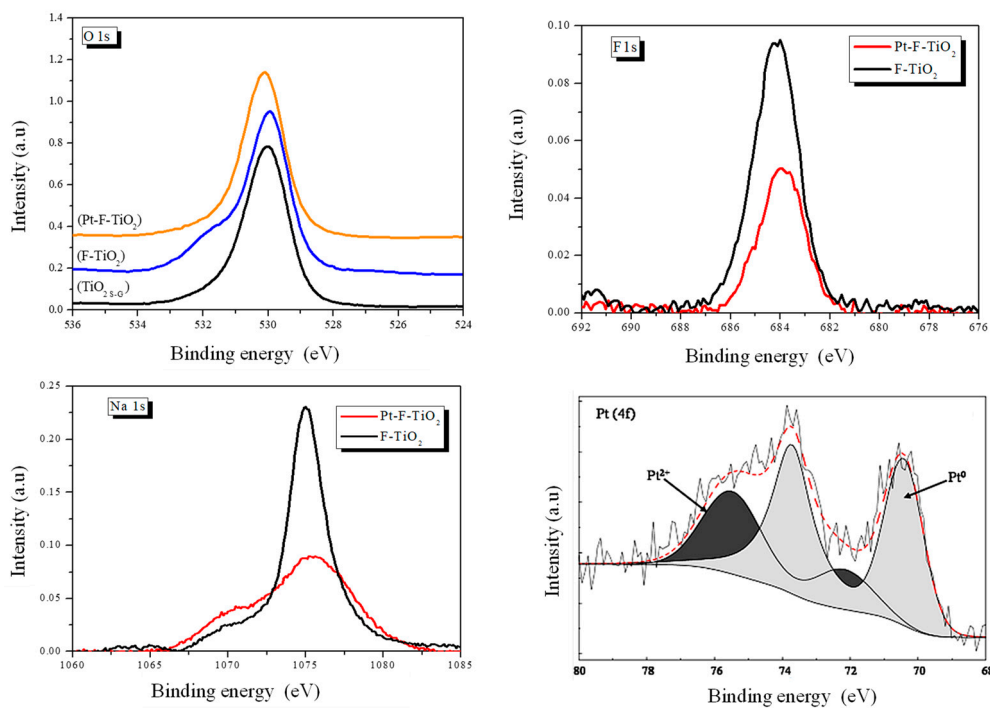 O 1s
Intensity (a.u)
1.4
1.2
1.0
0.8
0.6
0.4
0.2
0.0
(Pt-F-TiO2)
(F-TiO2)
(TiO2 S-G)
536 534 532 530 528 526 524
Binding energy (eV)
F 1s
Pt-F-TiO2
F-TiO2
Intensity (a.u)
0.10
0.08
0.06
0.04
0.02
0.00
692 690 688 686 684 682 680 678 676
Binding energy (eV)
Na 1s
Pt-F-TiO2
F-TiO2
Intensity (a.u)
0.25
0.20
0.15
0.10
0.05
0.00
1060 1065 1070 1075 1080 1085
Binding energy (eV)
Pt (4f)
Pt2+
Pt0
Intensity (a.u)
80 78 76 74 72 70 68
Binding energy (eV)